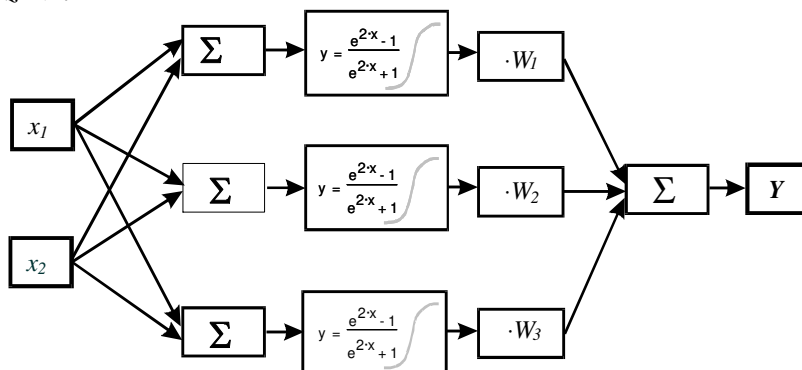 x₁
x₂
Σ
y = (e^{2·x} - 1)/(e^{2·x} + 1)
·W₁
Σ
y = (e^{2·x} - 1)/(e^{2·x} + 1)
·W₂
Σ
y = (e^{2·x} - 1)/(e^{2·x} + 1)
·W₃
Σ
Y